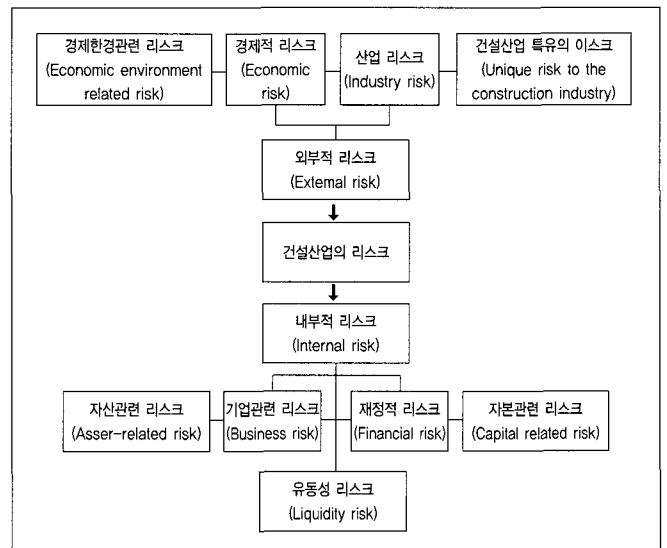 경제한경관련 리스크
(Economic environment
related risk)
경제적 리스크
(Economic
risk)
산업 리스크
(Industry risk)
건설산업 특유의 이스크
(Unique risk to the
construction industry)
외부적 리스크
(Extemal risk)
건설산업의 리스크
내부적 리스크
(Internal risk)
자산관련 리스크
(Asser-related risk)
기업관련 리스크
(Business risk)
재정적 리스크
(Financial risk)
자본관련 리스크
(Capital related risk)
유동성 리스크
(Liquidity risk)